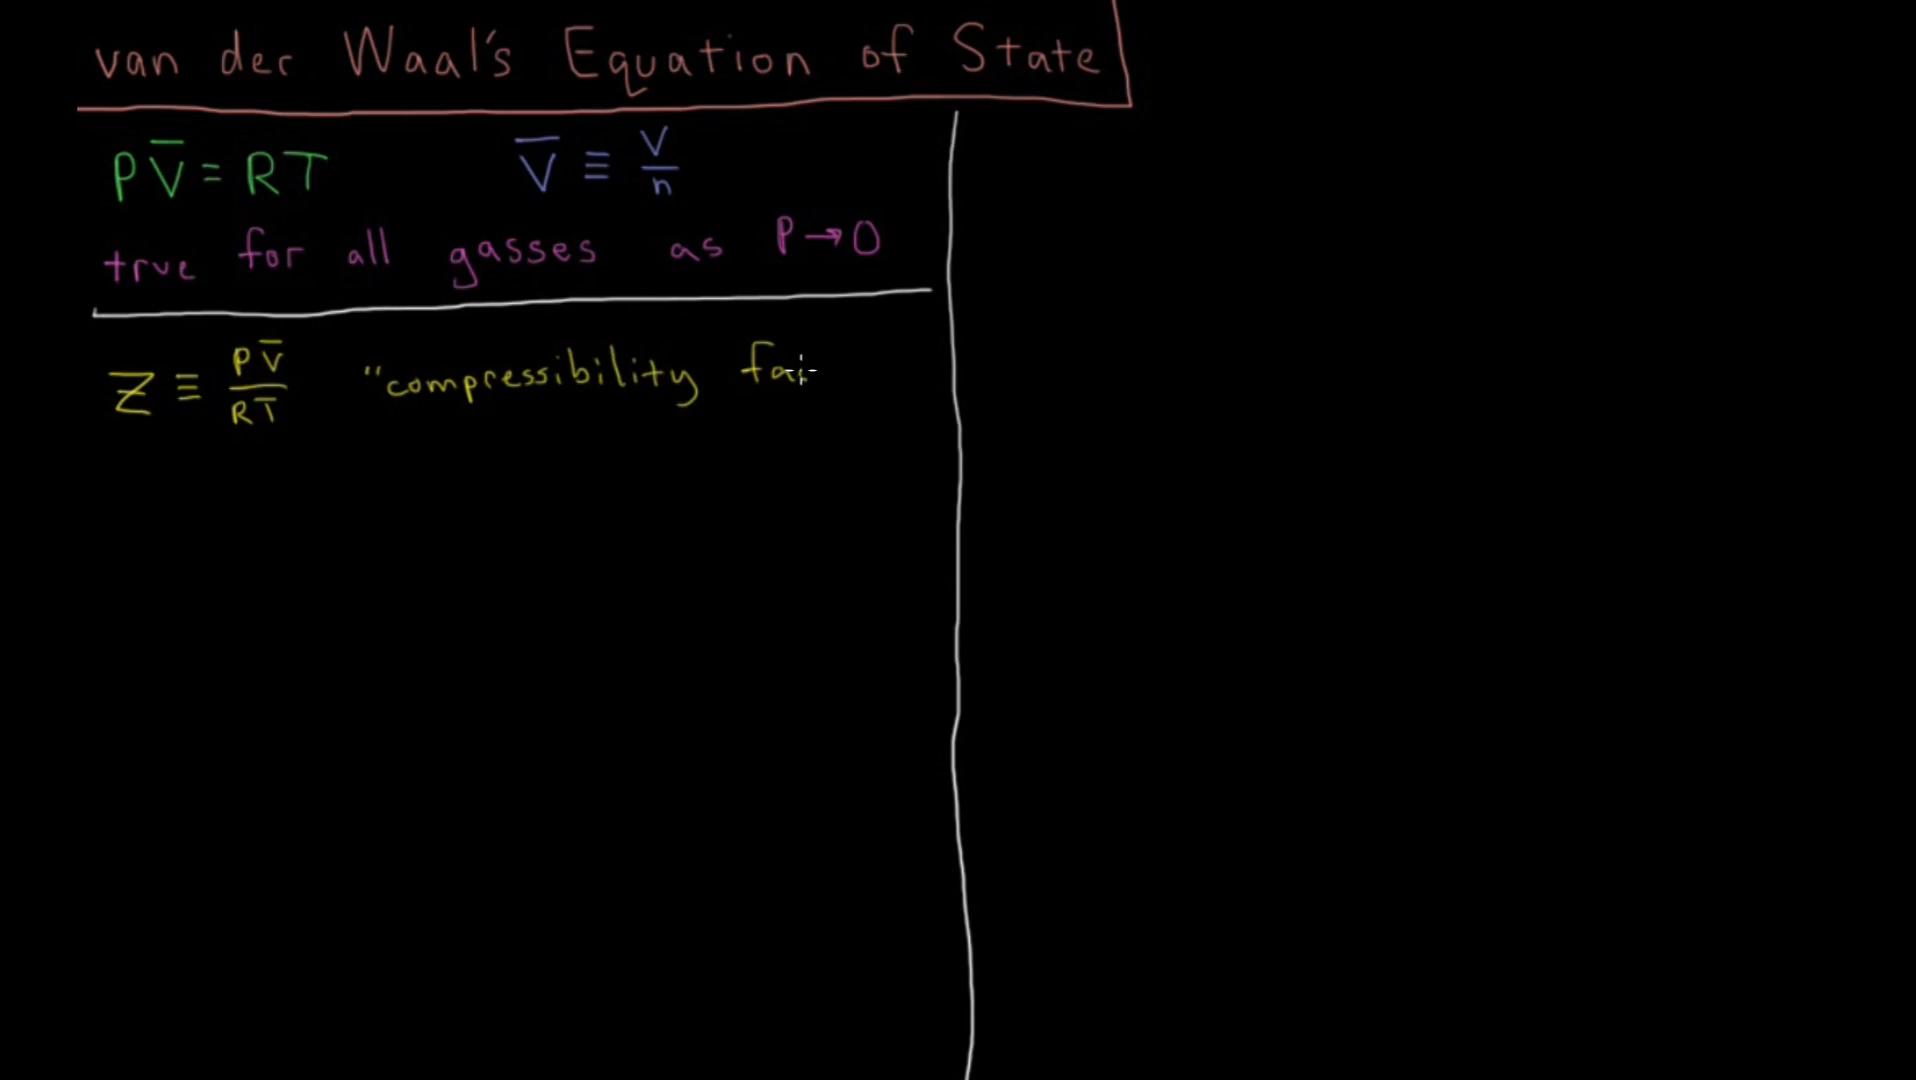 van der Waal's Equation of State
PV̅ = RT V̅ ≡ V/n
true for all gasses as P→0
Z ≡ PV̅/RT "compressibility